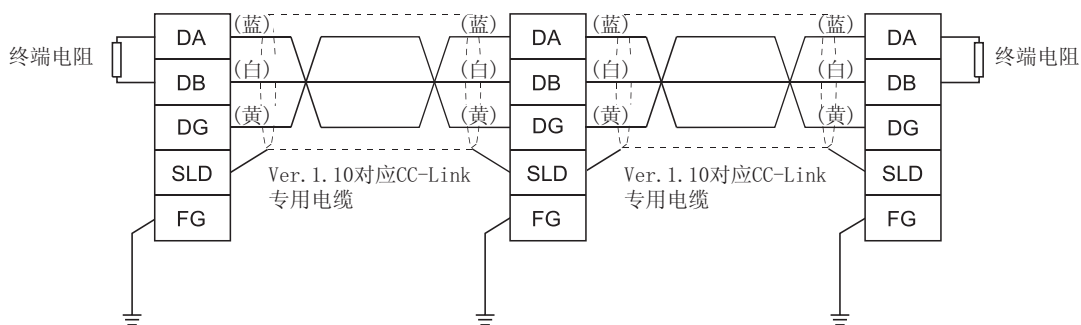 (蓝) (蓝) (蓝) (蓝)
终端电阻 DA DA DA 终端电阻
(白) (白) (白) (白)
DB DB DB
(黄) (黄) (黄) (黄)
DG DG DG
SLD SLD SLD
Ver.1.10对应CC-Link
专用电缆
Ver.1.10对应CC-Link
专用电缆
FG FG FG